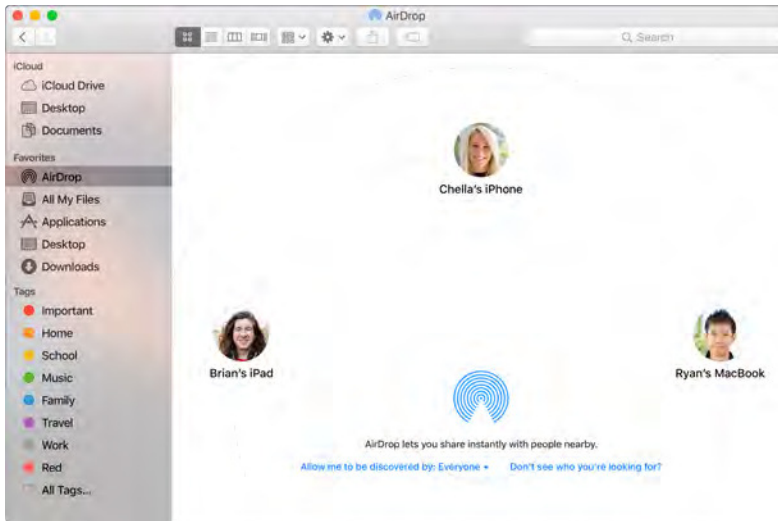 AirDrop
Search
iCloud
iCloud Drive
Desktop
Documents
Favorites
AirDrop
All My Files
Applications
Desktop
Downloads
Tags
Important
Home
School
Music
Family
Travel
Work
Red
All Tags...
Chella's iPhone
Brian's iPad
Ryan's MacBook
AirDrop lets you share instantly with people nearby.
Allow me to be discovered by: Everyone
Don't see who you're looking for?